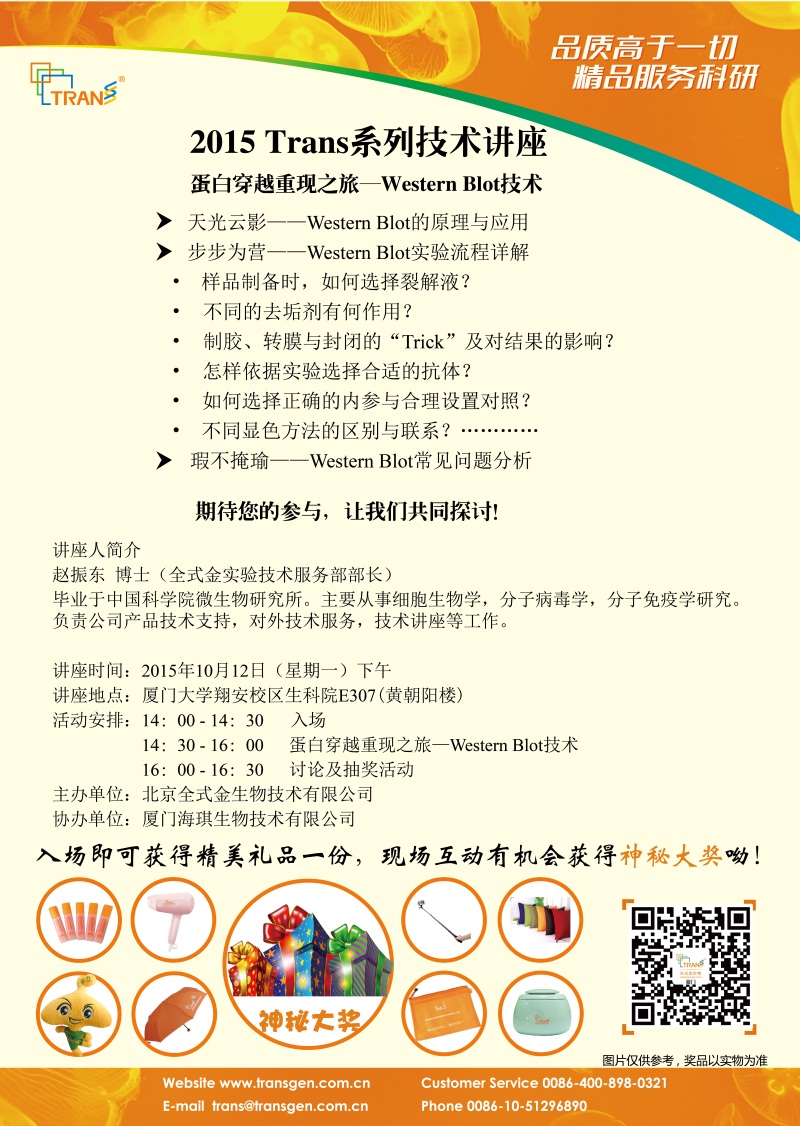 品质高于一切
精品服务科研
TRANS®
2015 Trans系列技术讲座
蛋白穿越重现之旅—Western Blot技术
➤ 天光云影——Western Blot的原理与应用
➤ 步步为营——Western Blot实验流程详解
• 样品制备时，如何选择裂解液？
• 不同的去垢剂有何作用？
• 制胶、转膜与封闭的“Trick”及对结果的影响？
• 怎样依据实验选择合适的抗体？
• 如何选择正确的内参与合理设置对照？
• 不同显色方法的区别与联系？…………
➤ 瑕不掩瑜——Western Blot常见问题分析
期待您的参与，让我们共同探讨!
讲座人简介
赵振东 博士（全式金实验技术服务部部长）
毕业于中国科学院微生物研究所。主要从事细胞生物学，分子病毒学，分子免疫学研究。
负责公司产品技术支持，对外技术服务，技术讲座等工作。
讲座时间：2015年10月12日（星期一）下午
讲座地点：厦门大学翔安校区生科院E307(黄朝阳楼)
活动安排：14：00 - 14：30 入场
14：30 - 16：00 蛋白穿越重现之旅—Western Blot技术
16：00 - 16：30 讨论及抽奖活动
主办单位：北京全式金生物技术有限公司
协办单位：厦门海琪生物技术有限公司
入场即可获得精美礼品一份，现场互动有机会获得神秘大奖呦！
神秘大奖
TRANS
图片仅供参考，奖品以实物为准
Website www.transgen.com.cn Customer Service 0086-400-898-0321
E-mail trans@transgen.com.cn Phone 0086-10-51296890